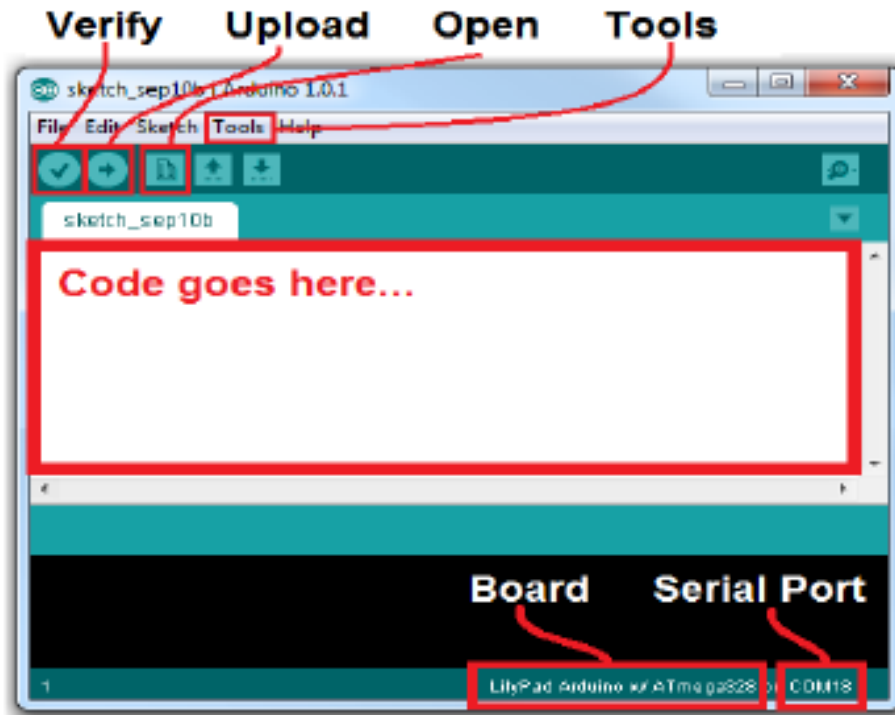 Verify Upload Open Tools
sketch_sep10b | Arduino 1.0.1
File Edit Sketch Tools Help
sketch_sep10b
Code goes here...
Board Serial Port
1 LilyPad Arduino w/ ATmega328 on COM18